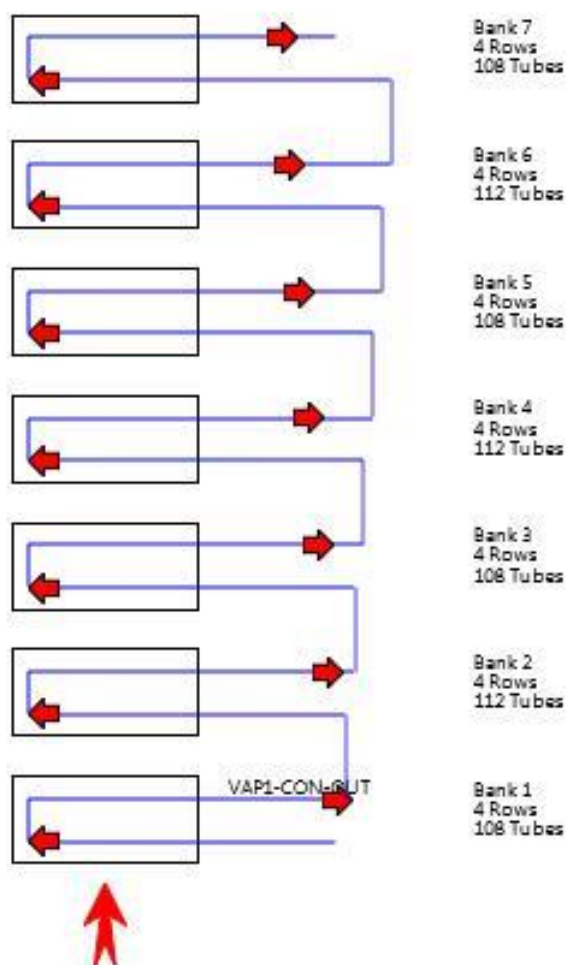 Bank 7
4 Rows
108 Tubes
Bank 6
4 Rows
112 Tubes
Bank 5
4 Rows
108 Tubes
Bank 4
4 Rows
112 Tubes
Bank 3
4 Rows
108 Tubes
Bank 2
4 Rows
112 Tubes
VAP1-CON-OUT
Bank 1
4 Rows
108 Tubes